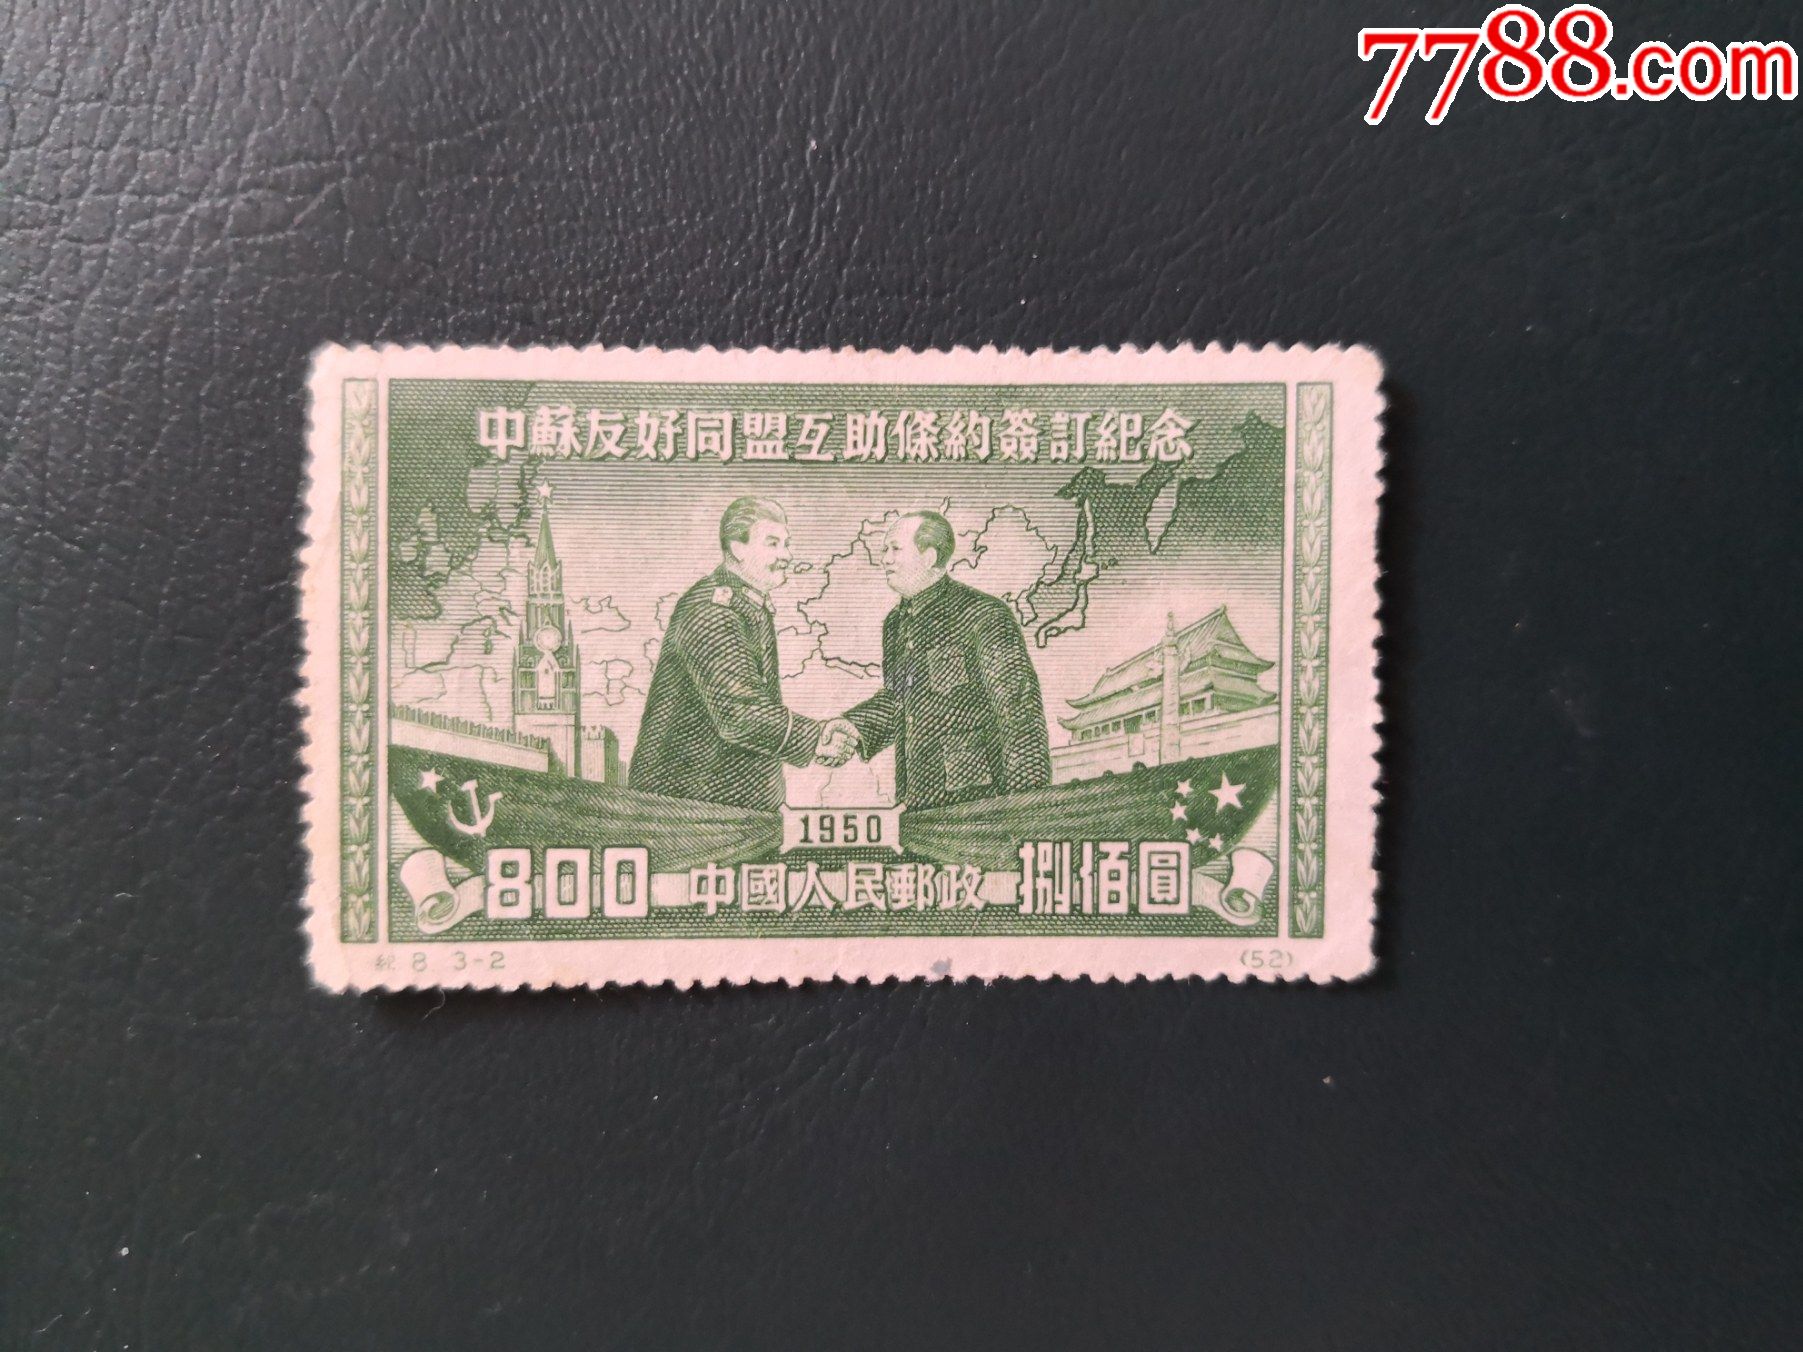 7788.com
中蘇友好同盟互助條約簽訂紀念
1950
800 中國人民郵政 捌佰圓
紀 8. 3-2 (52)